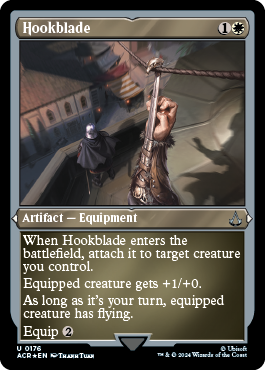 Hookblade 1
Artifact — Equipment
When Hookblade enters the
battlefield, attach it to target creature
you control.
Equipped creature gets +1/+0.
As long as it's your turn, equipped
creature has flying.
Equip 2
U 0176
ACR★EN Thanh Tuan
© Ubisoft
™ & © 2024 Wizards of the Coast